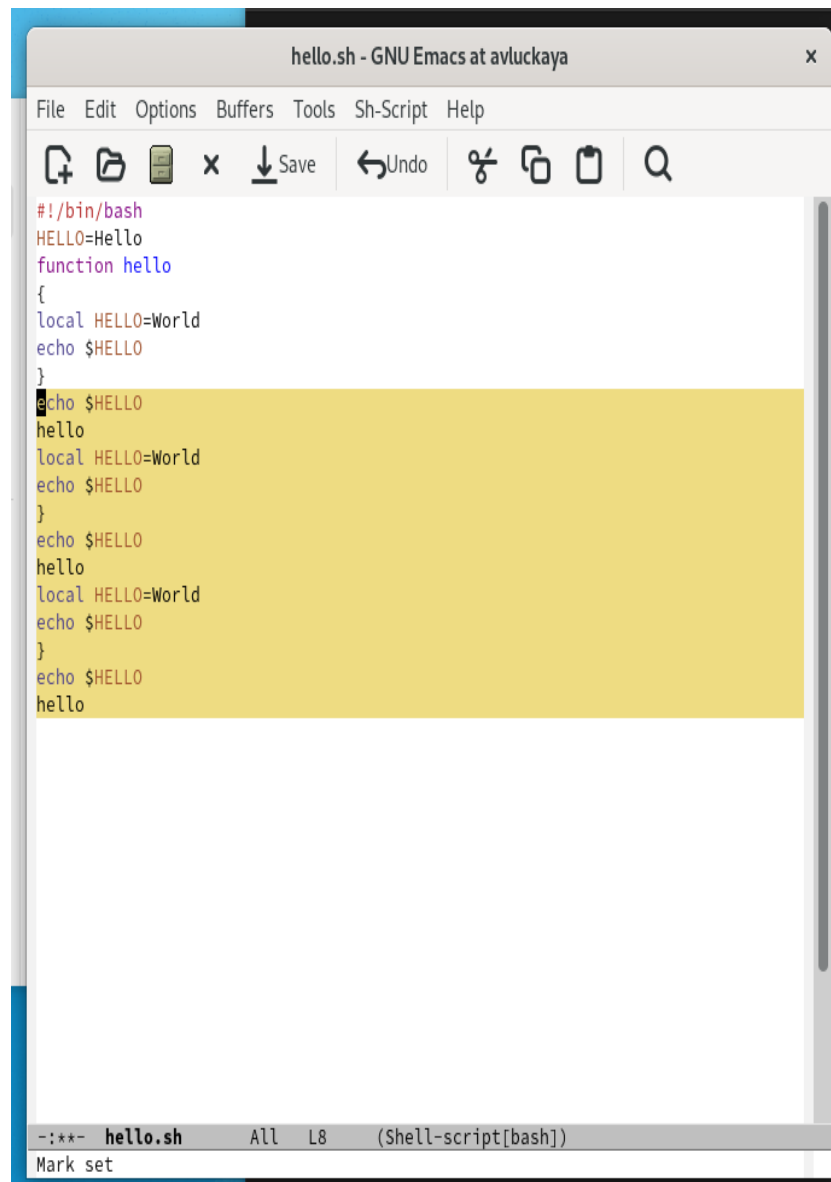 hello.sh - GNU Emacs at avluckaya x
File Edit Options Buffers Tools Sh-Script Help
Save Undo
#!/bin/bash
HELLO=Hello
function hello
{
local HELLO=World
echo $HELLO
}
echo $HELLO
hello
local HELLO=World
echo $HELLO
}
echo $HELLO
hello
local HELLO=World
echo $HELLO
}
echo $HELLO
hello
-:**- hello.sh All L8 (Shell-script[bash])
Mark set